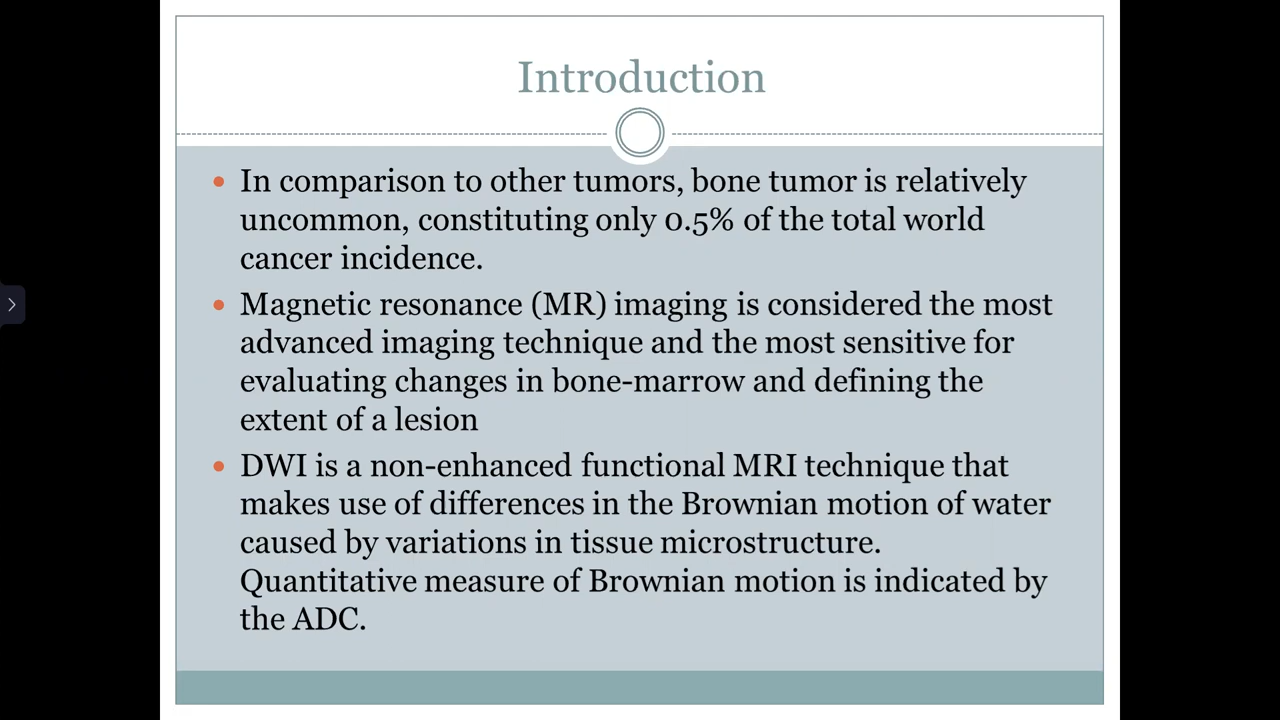 Introduction
In comparison to other tumors, bone tumor is relatively
uncommon, constituting only 0.5% of the total world
cancer incidence.
Magnetic resonance (MR) imaging is considered the most
advanced imaging technique and the most sensitive for
evaluating changes in bone-marrow and defining the
extent of a lesion
DWI is a non-enhanced functional MRI technique that
makes use of differences in the Brownian motion of water
caused by variations in tissue microstructure.
Quantitative measure of Brownian motion is indicated by
the ADC.